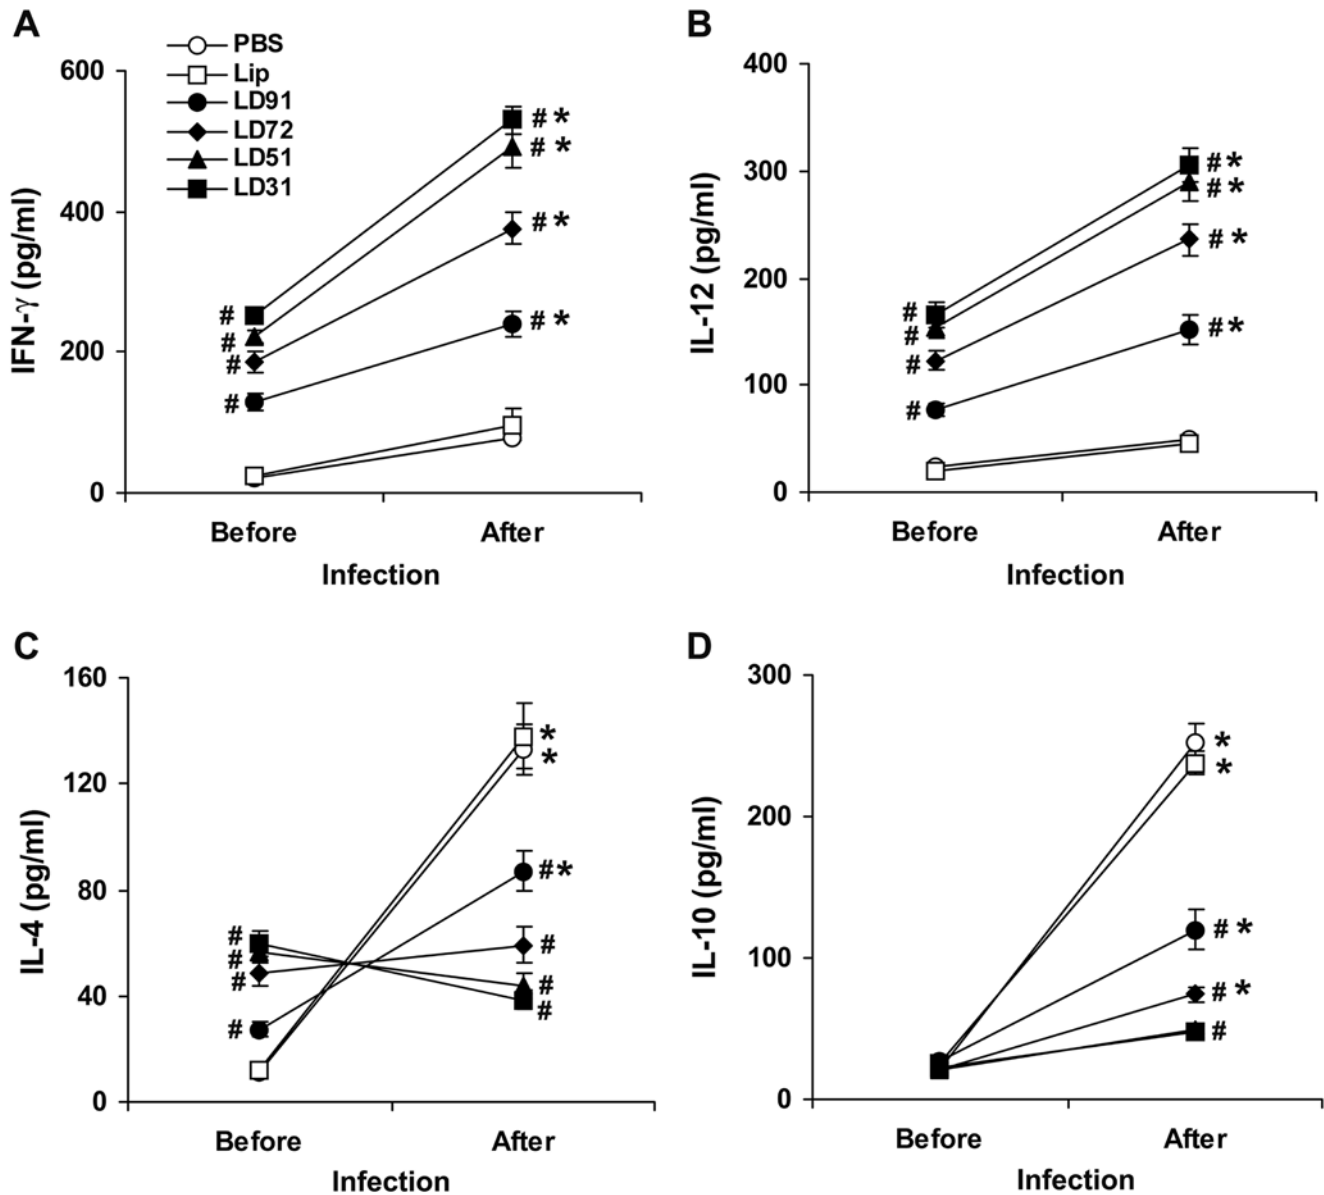 A
PBS
Lip
LD91
LD72
LD51
LD31
600
400
200
0
IFN-γ (pg/ml)
# *
# *
# *
# *
#
#
#
#
Before
After
Infection
B
400
300
200
100
0
IL-12 (pg/ml)
# *
# *
# *
# *
#
#
#
#
Before
After
Infection
C
160
120
80
40
0
IL-4 (pg/ml)
*
*
# *
#
#
#
#
#
#
#
Before
After
Infection
D
300
200
100
0
IL-10 (pg/ml)
*
*
# *
# *
#
Before
After
Infection